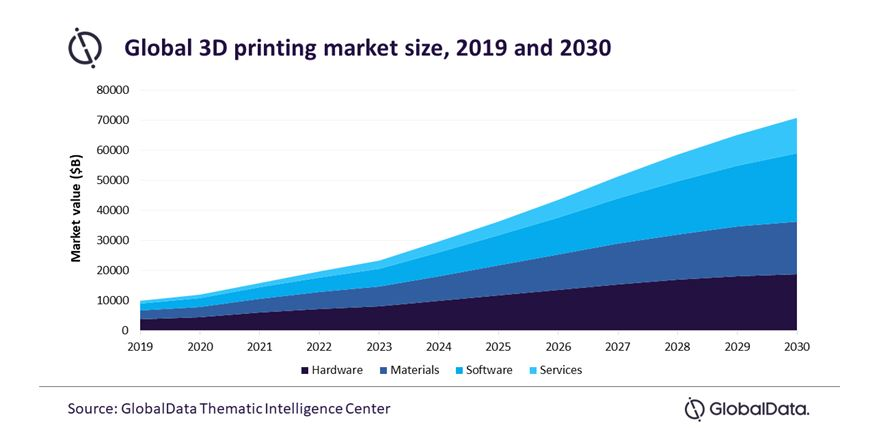 Global 3D printing market size, 2019 and 2030
Market value ($B)
80000
70000
60000
50000
40000
30000
20000
10000
0
2019 2020 2021 2022 2023 2024 2025 2026 2027 2028 2029 2030
Hardware Materials Software Services
Source: GlobalData Thematic Intelligence Center
GlobalData.